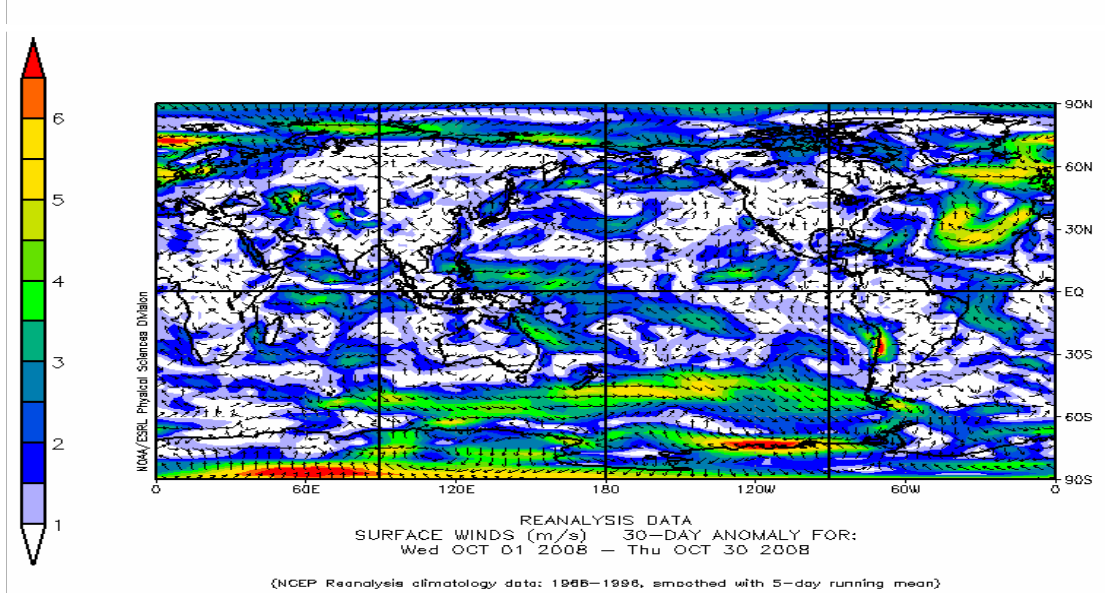 6
5
4
3
2
1
90N
60N
30N
EQ
30S
60S
90S
0 60E 120E 180 120W 60W 0
NOAA/ESRL Physical Sciences Division
REANALYSIS DATA
SURFACE WINDS (m/s) 30-DAY ANOMALY FOR:
Wed OCT 01 2008 — Thu OCT 30 2008
(NCEP Reanalysis climatology data: 1968-1996, smoothed with 5-day running mean)